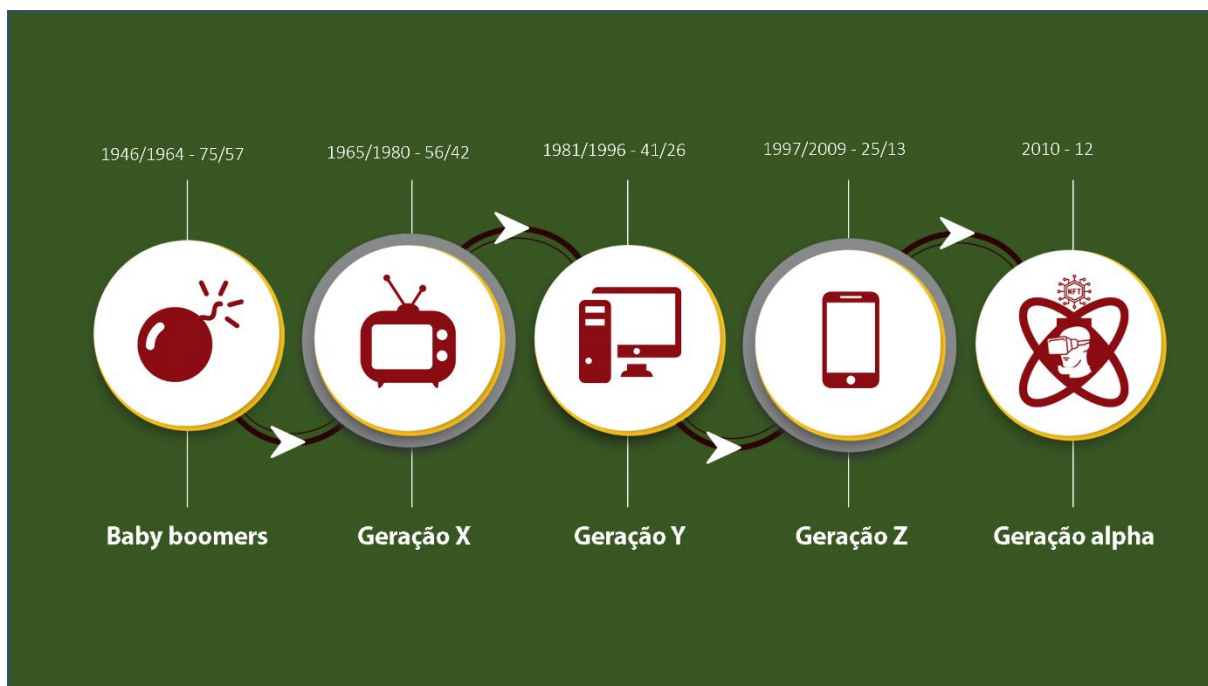 1946/1964 - 75/57
1965/1980 - 56/42
1981/1996 - 41/26
1997/2009 - 25/13
2010 - 12
NFT
Baby boomers
Geração X
Geração Y
Geração Z
Geração alpha